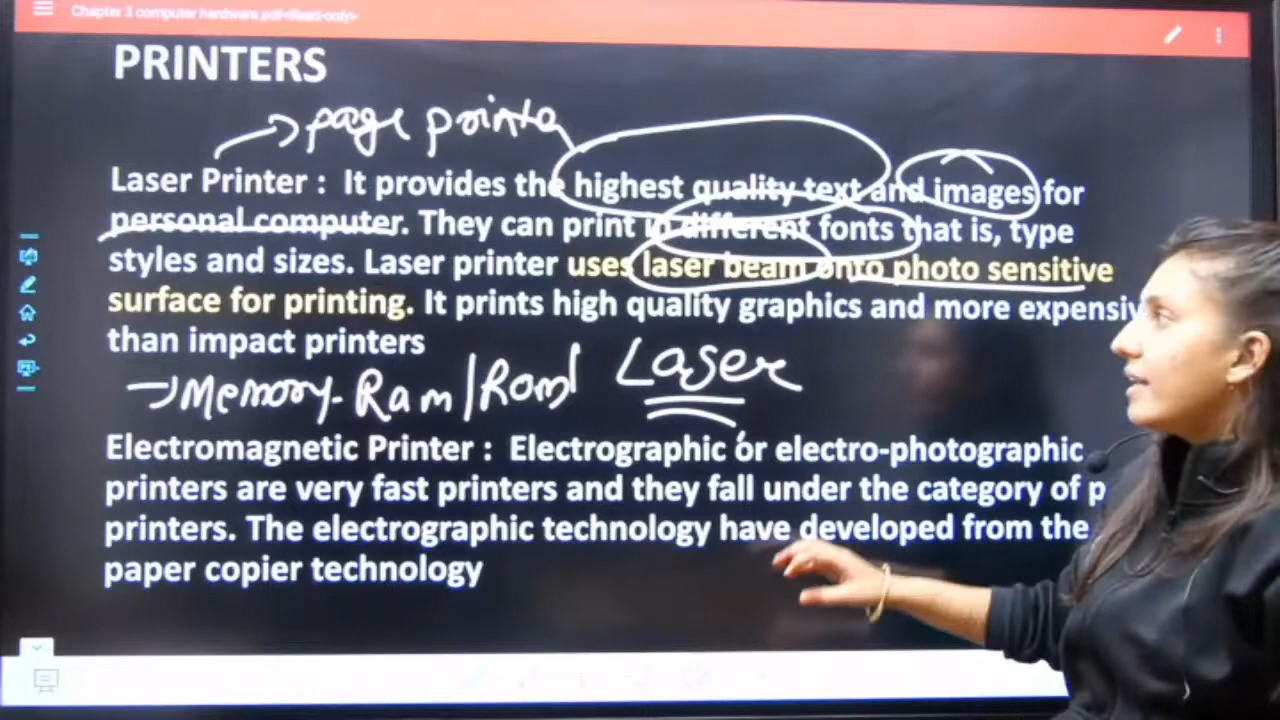 Chapter 3 computer hardware.pdf<Read-only>
PRINTERS
page printer
Laser Printer : It provides the highest quality text and images for
personal computer. They can print in different fonts that is, type
styles and sizes. Laser printer uses laser beam onto photo sensitive
surface for printing. It prints high quality graphics and more expensiv
than impact printers
Memory- Ram/Rom Laser
Electromagnetic Printer : Electrographic or electro-photographic
printers are very fast printers and they fall under the category of p
printers. The electrographic technology have developed from the
paper copier technology